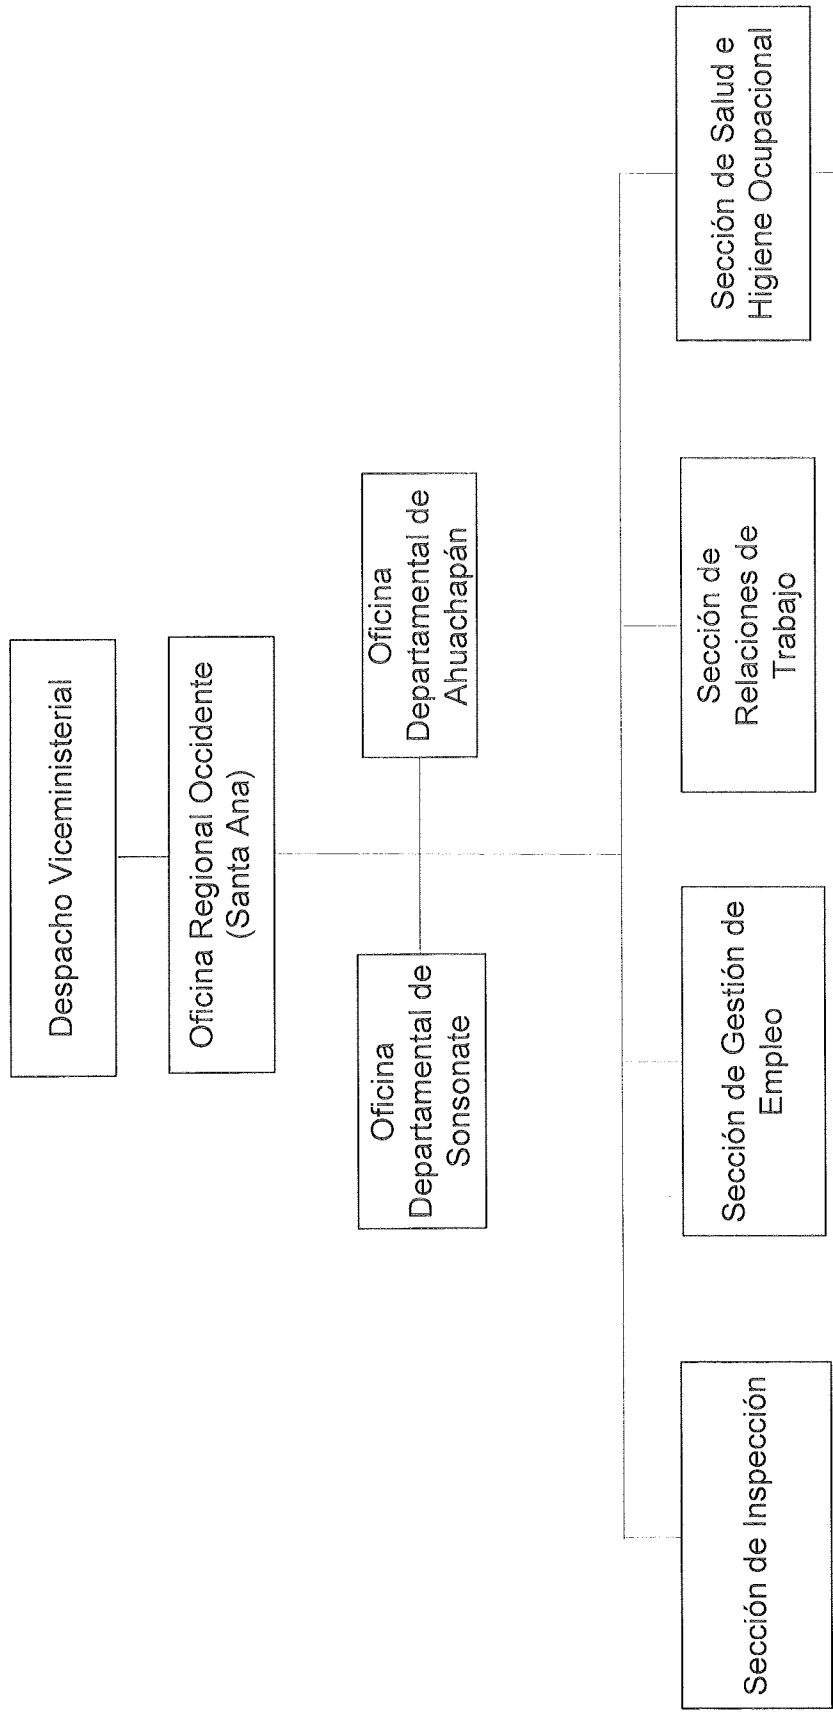 Despacho Viceministerial
Oficina Regional Occidente
(Santa Ana)
Oficina
Departamental de
Sonsonate
Oficina
Departamental de
Ahuachapán
Sección de Inspección
Sección de Gestión de
Empleo
Sección de
Relaciones de
Trabajo
Sección de Salud e
Higiene Ocupacional